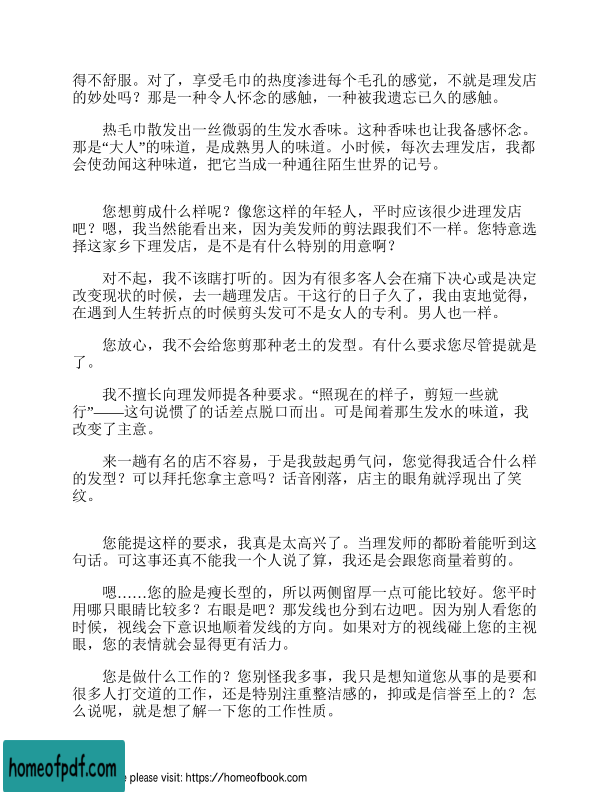 得不舒服。对了，享受毛巾的热度渗进每个毛孔的感觉，不就是理发店
的妙处吗？那是一种令人怀念的感触，一种被我遗忘已久的感触。
热毛巾散发出一丝微弱的生发水香味。这种香味也让我备感怀念。
那是“大人”的味道，是成熟男人的味道。小时候，每次去理发店，我都
会使劲闻这种味道，把它当成一种通往陌生世界的记号。
您想剪成什么样呢？像您这样的年轻人，平时应该很少进理发店
吧？嗯，我当然能看出来，因为美发师的剪法跟我们不一样。您特意选
择这家乡下理发店，是不是有什么特别的用意啊？
对不起，我不该瞎打听的。因为有很多客人会在痛下决心或是决定
改变现状的时候，去一趟理发店。干这行的日子久了，我由衷地觉得，
在遇到人生转折点的时候剪头发可不是女人的专利。男人也一样。
您放心，我不会给您剪那种老土的发型。有什么要求您尽管提就是
了。
我不擅长向理发师提各种要求。“照现在的样子，剪短一些就
行”——这句说惯了的话差点脱口而出。可是闻着那生发水的味道，我
改变了主意。
来一趟有名的店不容易，于是我鼓起勇气问，您觉得我适合什么样
的发型？可以拜托您拿主意吗？话音刚落，店主的眼角就浮现出了笑
纹。
您能提这样的要求，我真是太高兴了。当理发师的都盼着能听到这
句话。可这事还真不能我一个人说了算，我还是会跟您商量着剪的。
嗯……您的脸是瘦长型的，所以两侧留厚一点可能比较好。您平时
用哪只眼睛比较多？右眼是吧？那发线也分到右边吧。因为别人看您的
时候，视线会下意识地顺着发线的方向。如果对方的视线碰上您的主视
眼，您的表情就会显得更有活力。
您是做什么工作的？您别怪我多事，我只是想知道您从事的是要和
很多人打交道的工作，还是特别注重整洁感的，抑或是信誉至上的？怎
么说呢，就是想了解一下您的工作性质。
homeofpdf.com
e please visit: https://homeofbook.com